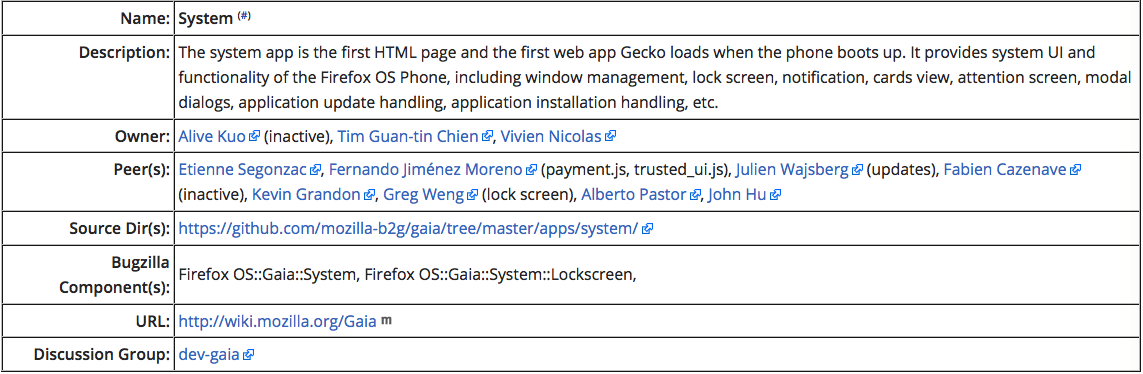 Name: System (#)
Description: The system app is the first HTML page and the first web app Gecko loads when the phone boots up. It provides system UI and
functionality of the Firefox OS Phone, including window management, lock screen, notification, cards view, attention screen, modal
dialogs, application update handling, application installation handling, etc.
Owner: Alive Kuo (inactive), Tim Guan-tin Chien, Vivien Nicolas
Peer(s): Etienne Segonzac, Fernando Jiménez Moreno (payment.js, trusted_ui.js), Julien Wajsberg (updates), Fabien Cazenave
(inactive), Kevin Grandon, Greg Weng (lock screen), Alberto Pastor, John Hu
Source Dir(s): https://github.com/mozilla-b2g/gaia/tree/master/apps/system/
Bugzilla
Component(s): Firefox OS::Gaia::System, Firefox OS::Gaia::System::Lockscreen,
URL: http://wiki.mozilla.org/Gaia m
Discussion Group: dev-gaia